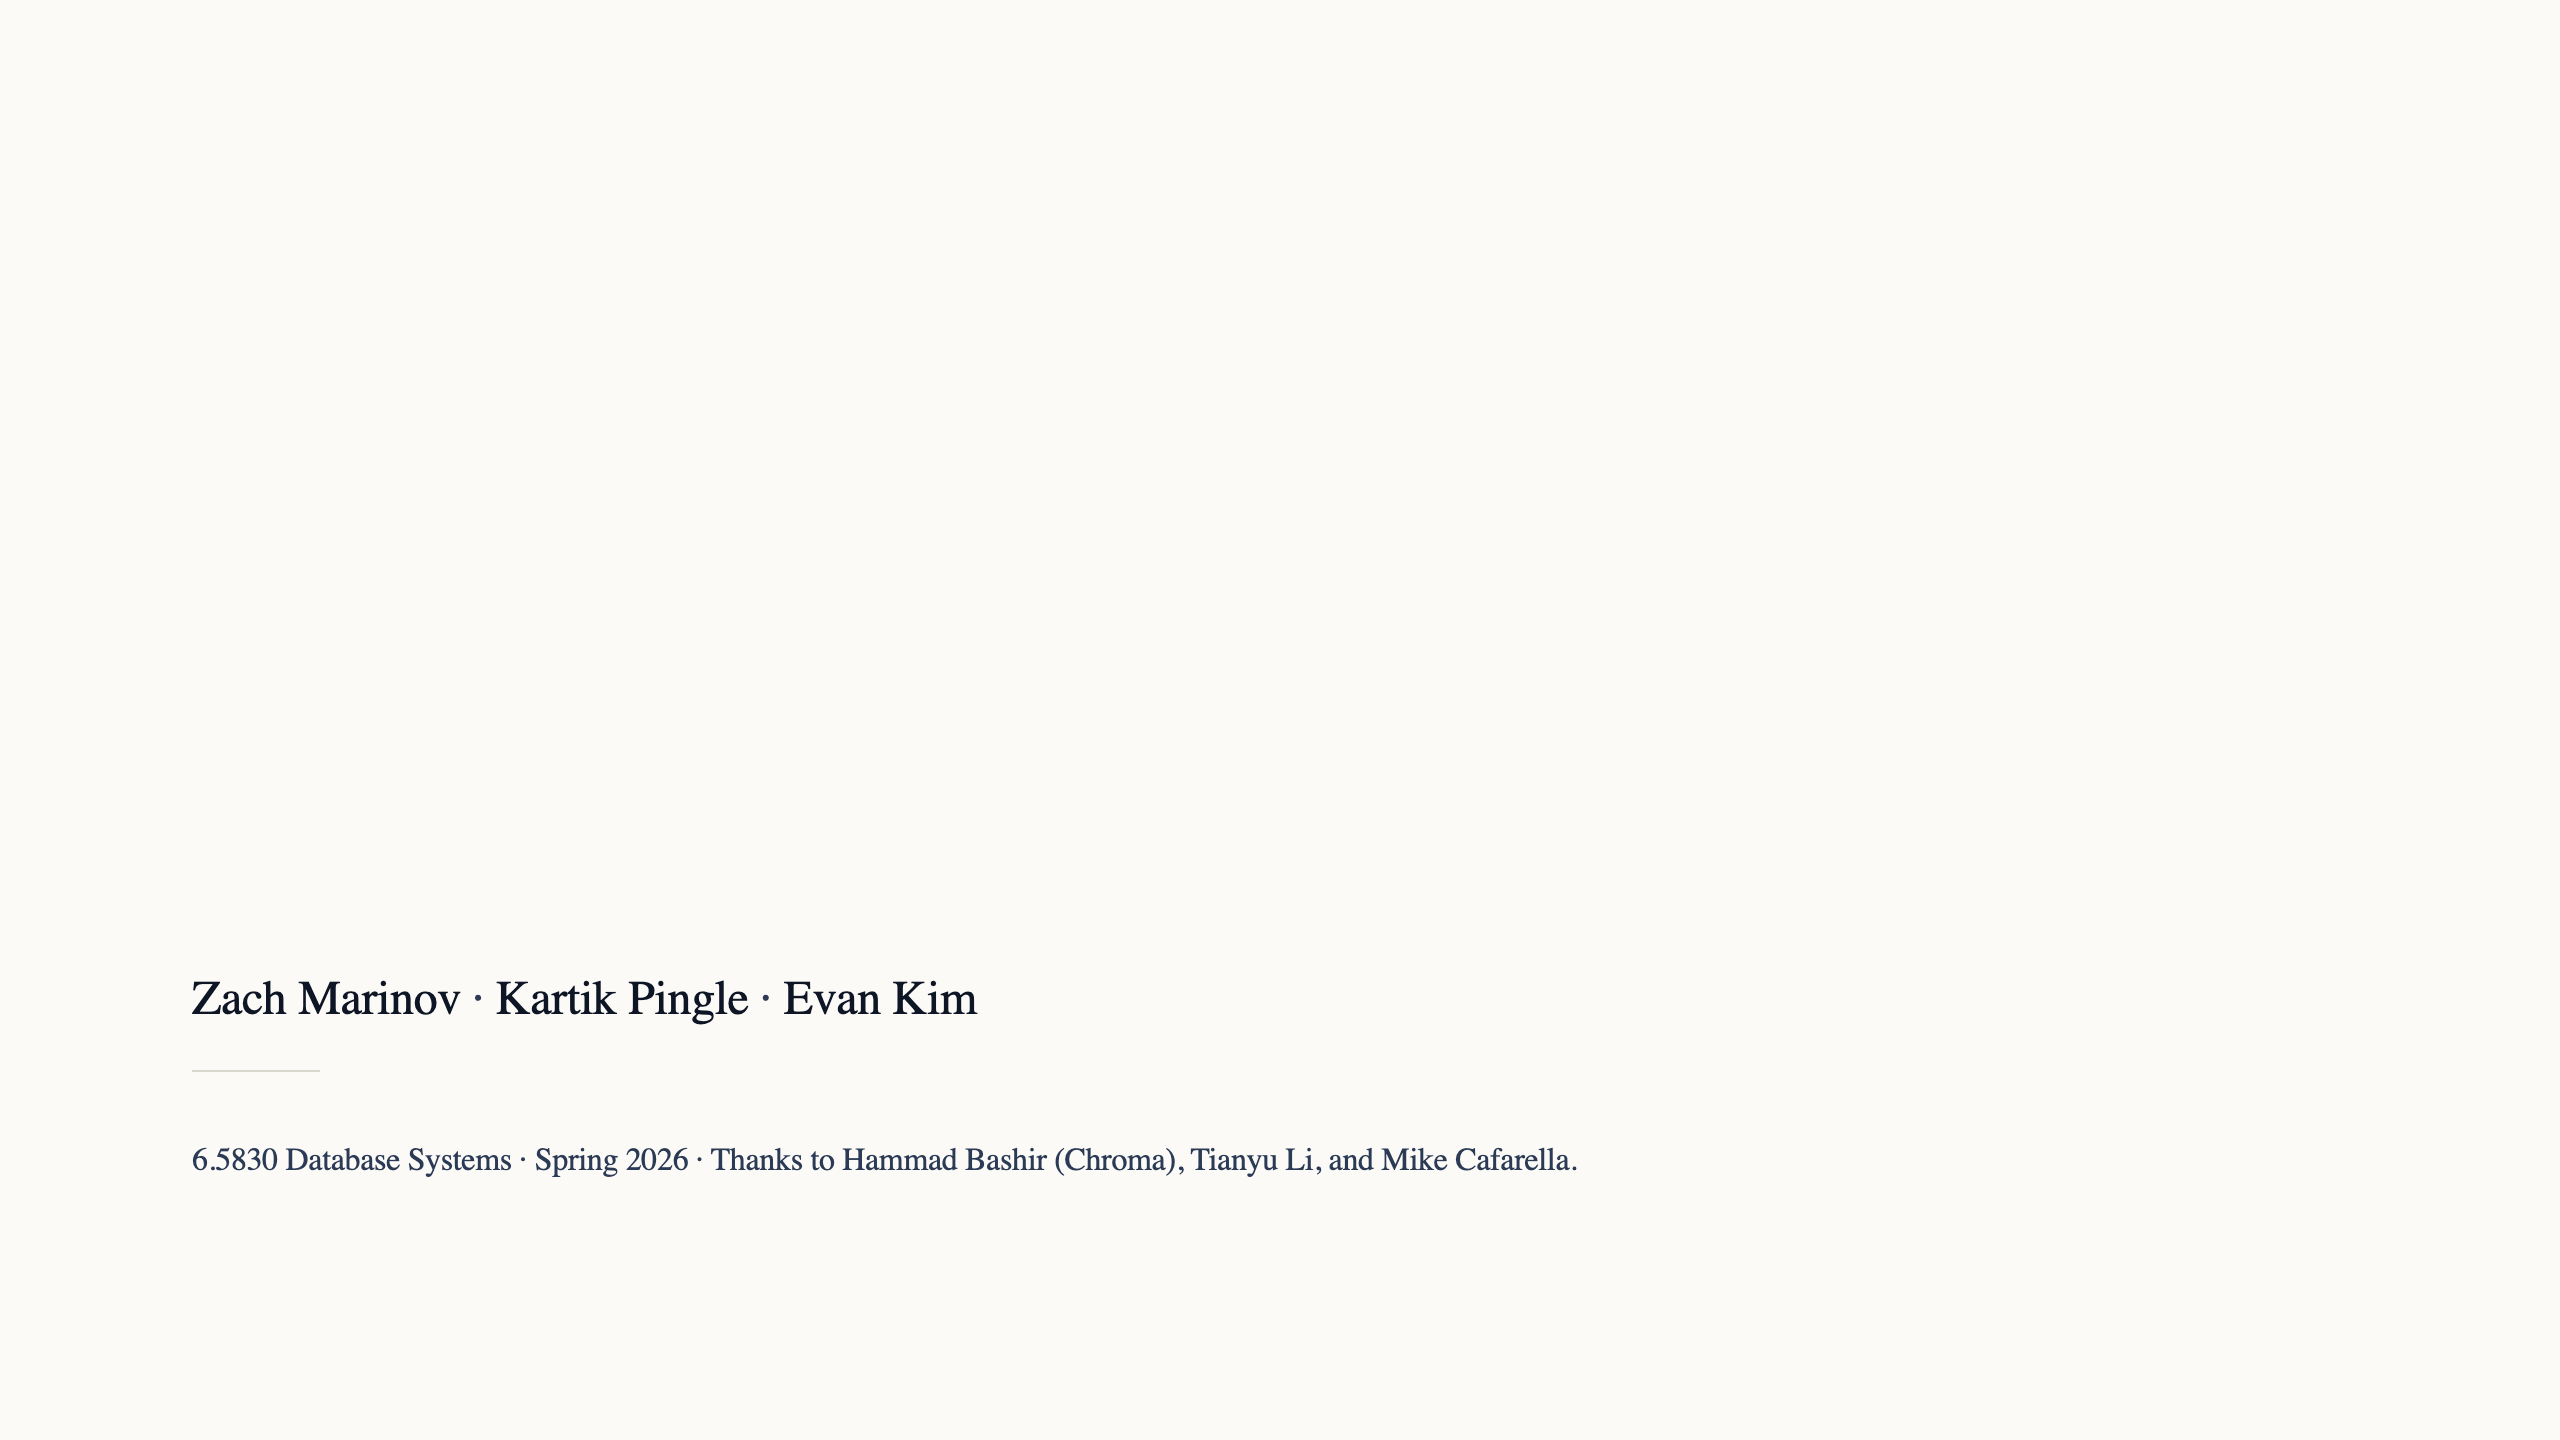 Zach Marinov · Kartik Pingle · Evan Kim
6.5830 Database Systems · Spring 2026 · Thanks to Hammad Bashir (Chroma), Tianyu Li, and Mike Cafarella.